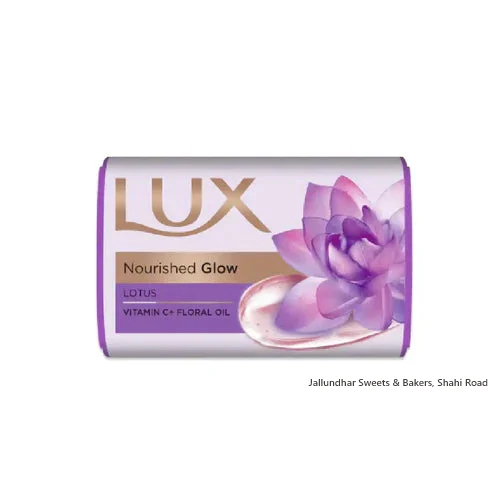 LUX
Nourished Glow
LOTUS
VITAMIN C+ FLORAL OIL
Jallundhar Sweets & Bakers, Shahi Road